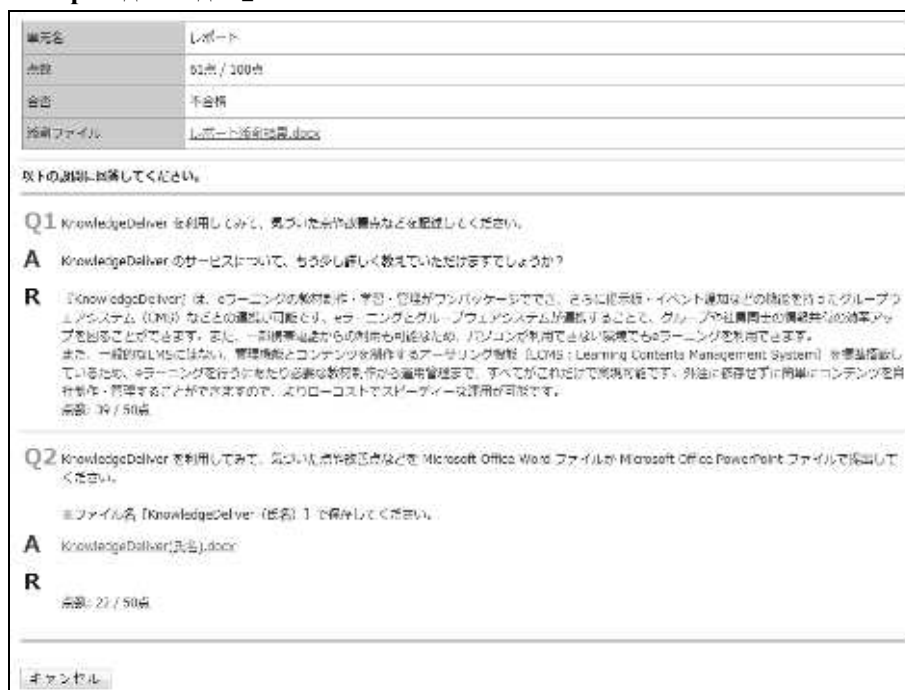 単元名 レポート
点数 61点 / 100点
合否 不合格
添削ファイル レポート添削結果.docx
以下の設問に回答してください。
Q1 KnowledgeDeliver を利用してみて、気づいた点や改善点などを記述してください。
A KnowledgeDeliver のサービスについて、もう少し詳しく教えていただけますでしょうか？
R 『KnowledgeDeliver』は、eラーニングの教材制作・学習・管理がワンパッケージででき、さらに掲示板・イベント通知などの機能を持ったグループウ
ェアシステム（CMS）などとの連携が可能です。eラーニングとグループウェアシステムが連携することで、グループや社員同士の情報共有の効率アッ
プを図ることができます。また、一部携帯電話からの利用も可能なため、パソコンが利用できない環境でもeラーニングを利用できます。
また、一般的なLMSにはない、管理機能とコンテンツを制作するオーサリング機能（LCMS：Learning Contents Management System）を標準搭載し
ているため、eラーニングを行うにあたり必要な教材制作から運用管理まで、すべてがこれだけで実現可能です。外注に依存せずに簡単にコンテンツを自
社制作・管理することができますので、よりローコストでスピーディーな運用が可能です。
点数: 39 / 50点
Q2 KnowledgeDeliver を利用してみて、気づいた点や改善点などを Microsoft Office Word ファイルか Microsoft Office PowerPoint ファイルで提出して
ください。
※ファイル名「KnowledgeDeliver（氏名）」で保存してください。
A KnowledgeDeliver(氏名).docx
R
点数: 22 / 50点
キャンセル